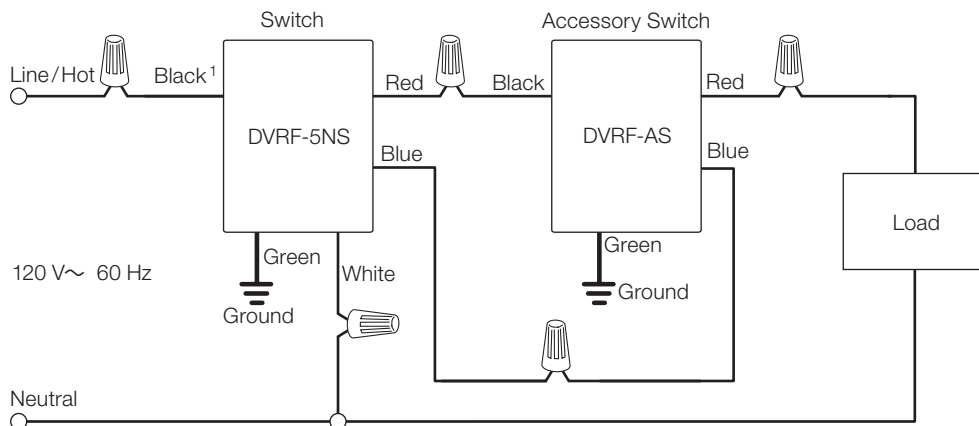 Switch
Accessory Switch
Line/Hot
Black¹
Red
Black
Red
DVRF-5NS
DVRF-AS
Blue
Blue
Load
Green
Green
120 V~ 60 Hz
White
Ground
Ground
Neutral